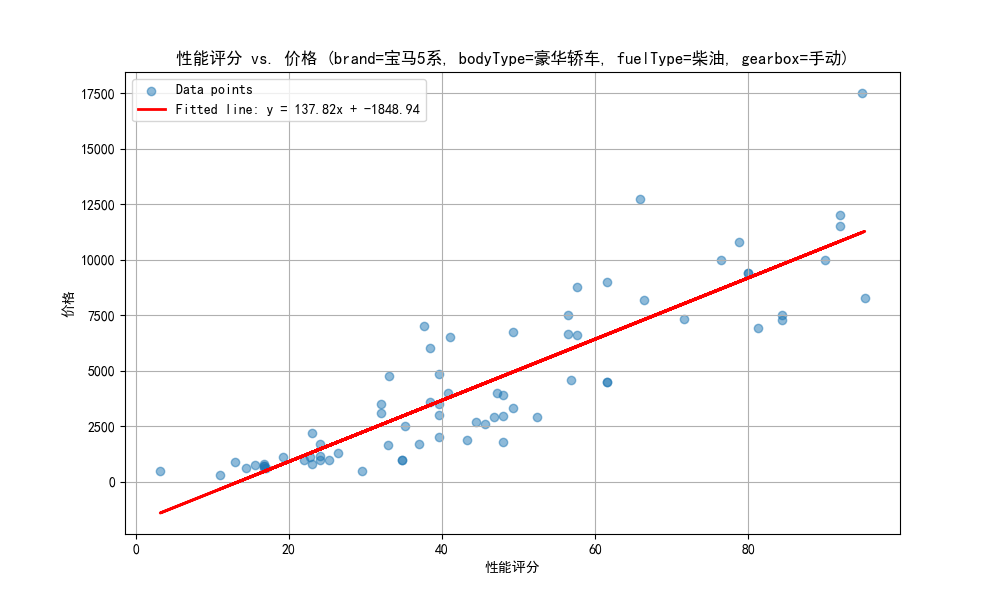 性能评分 vs. 价格 (brand=宝马5系, bodyType=豪华轿车, fuelType=柴油, gearbox=手动)
Data points
Fitted line: y = 137.82x + -1848.94
17500
15000
12500
10000
7500
5000
2500
0
价格
0 20 40 60 80
性能评分